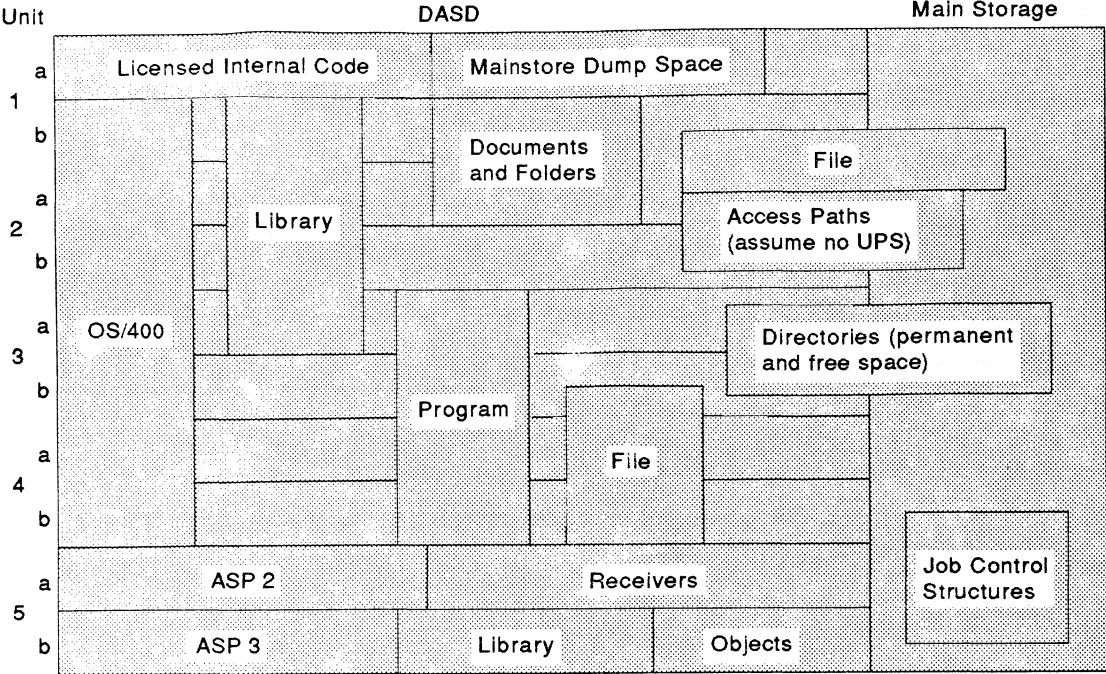 Unit
DASD
Main Storage
a
Licensed Internal Code
Mainstore Dump Space
1
b
Documents
and Folders
File
a
Library
Access Paths
(assume no UPS)
2
b
a
OS/400
Directories (permanent
and free space)
3
b
Program
a
File
4
b
Job Control
Structures
a
ASP 2
Receivers
5
b
ASP 3
Library
Objects